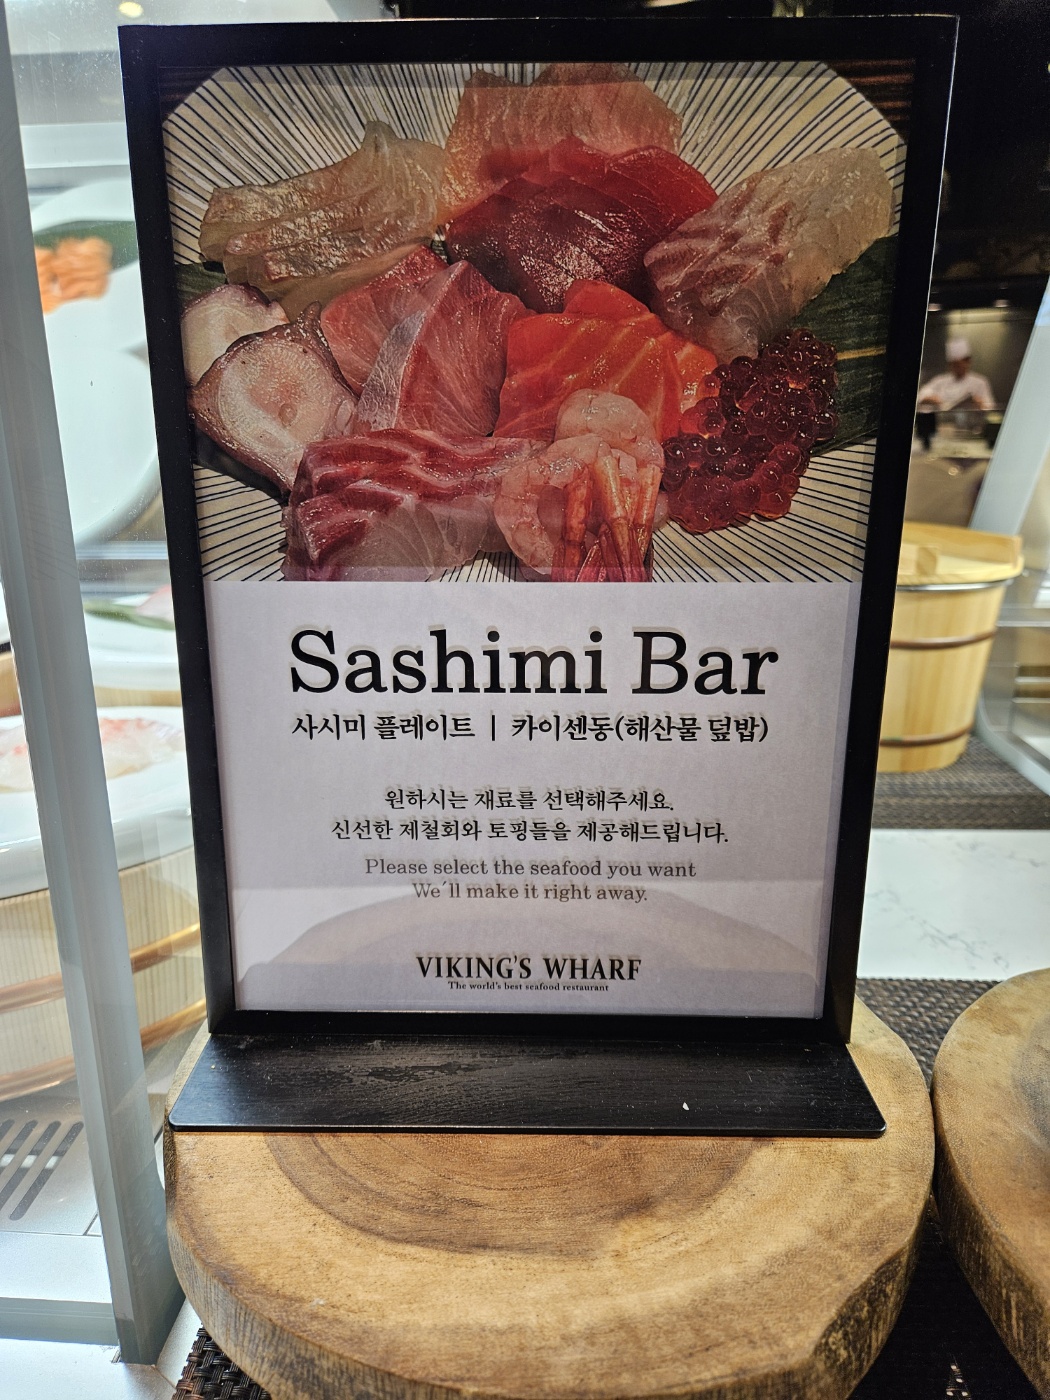 Sashimi Bar
사시미 플레이트 | 카이센동(해산물 덮밥)
원하시는 재료를 선택해주세요.
신선한 제철회와 토핑들을 제공해드립니다.
Please select the seafood you want
We´ll make it right away.
VIKING'S WHARF
The world's best seafood restaurant